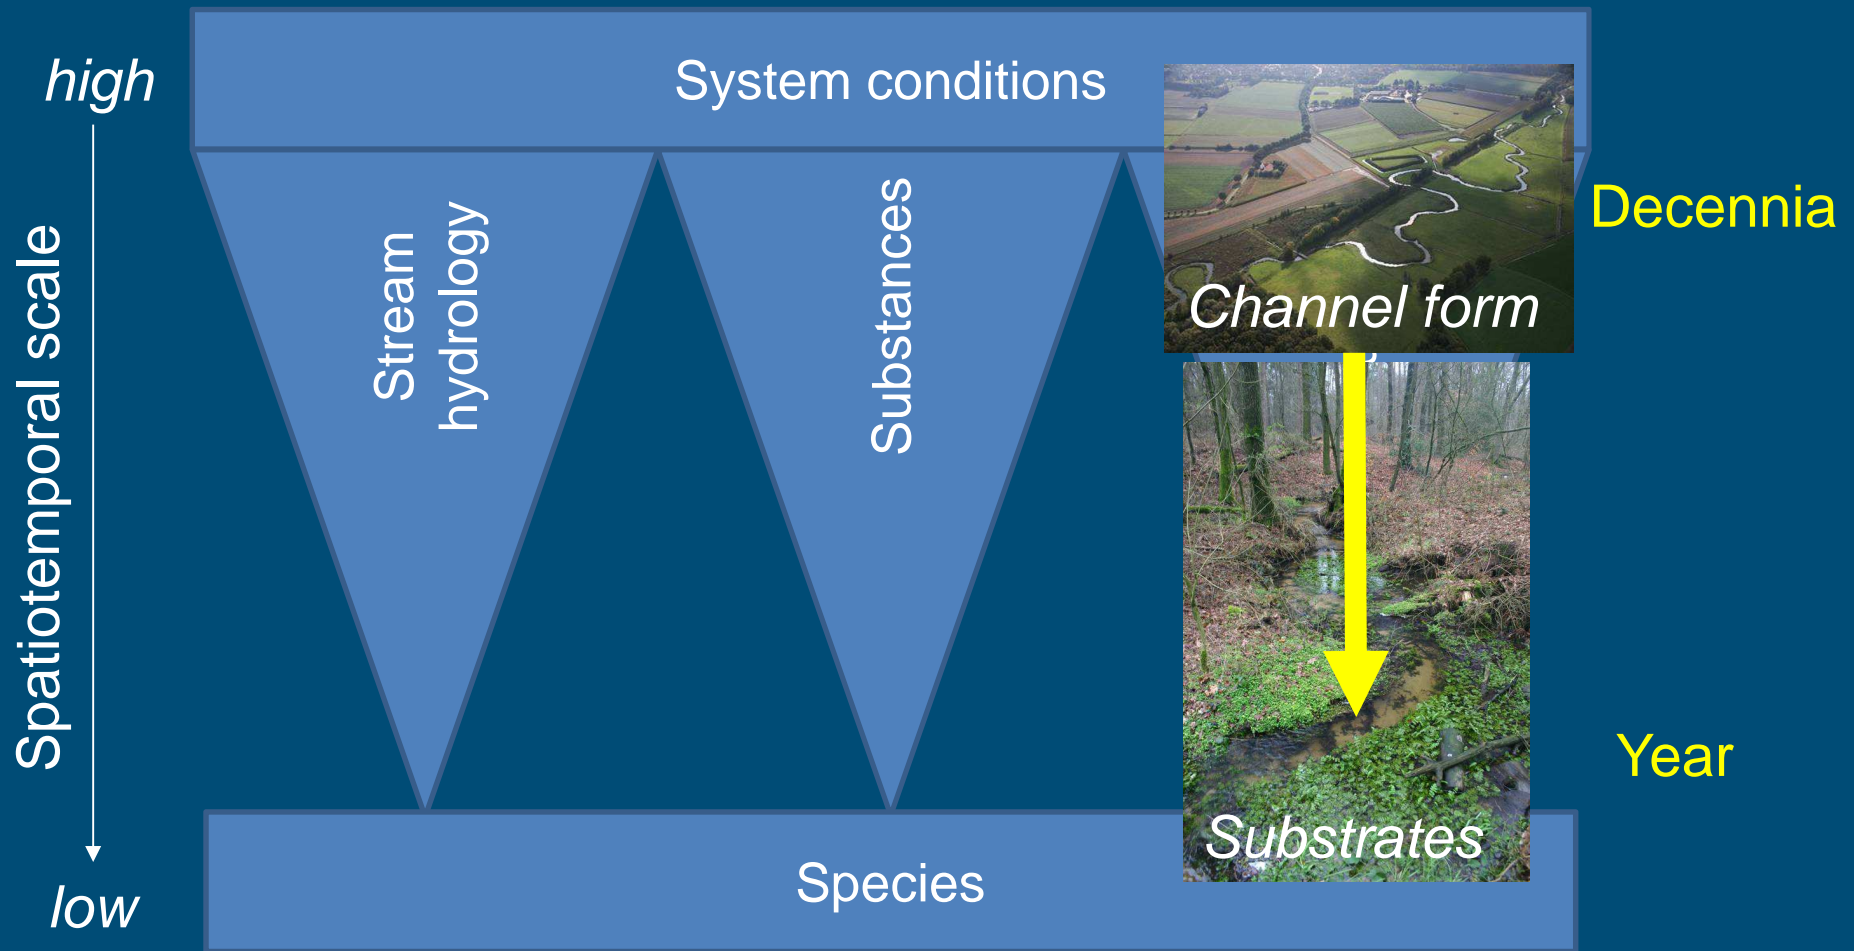 high
System conditions
Decennia
Spatiotemporal scale
Stream
hydrology
Substances
Channel form
Year
Substrates
Species
low